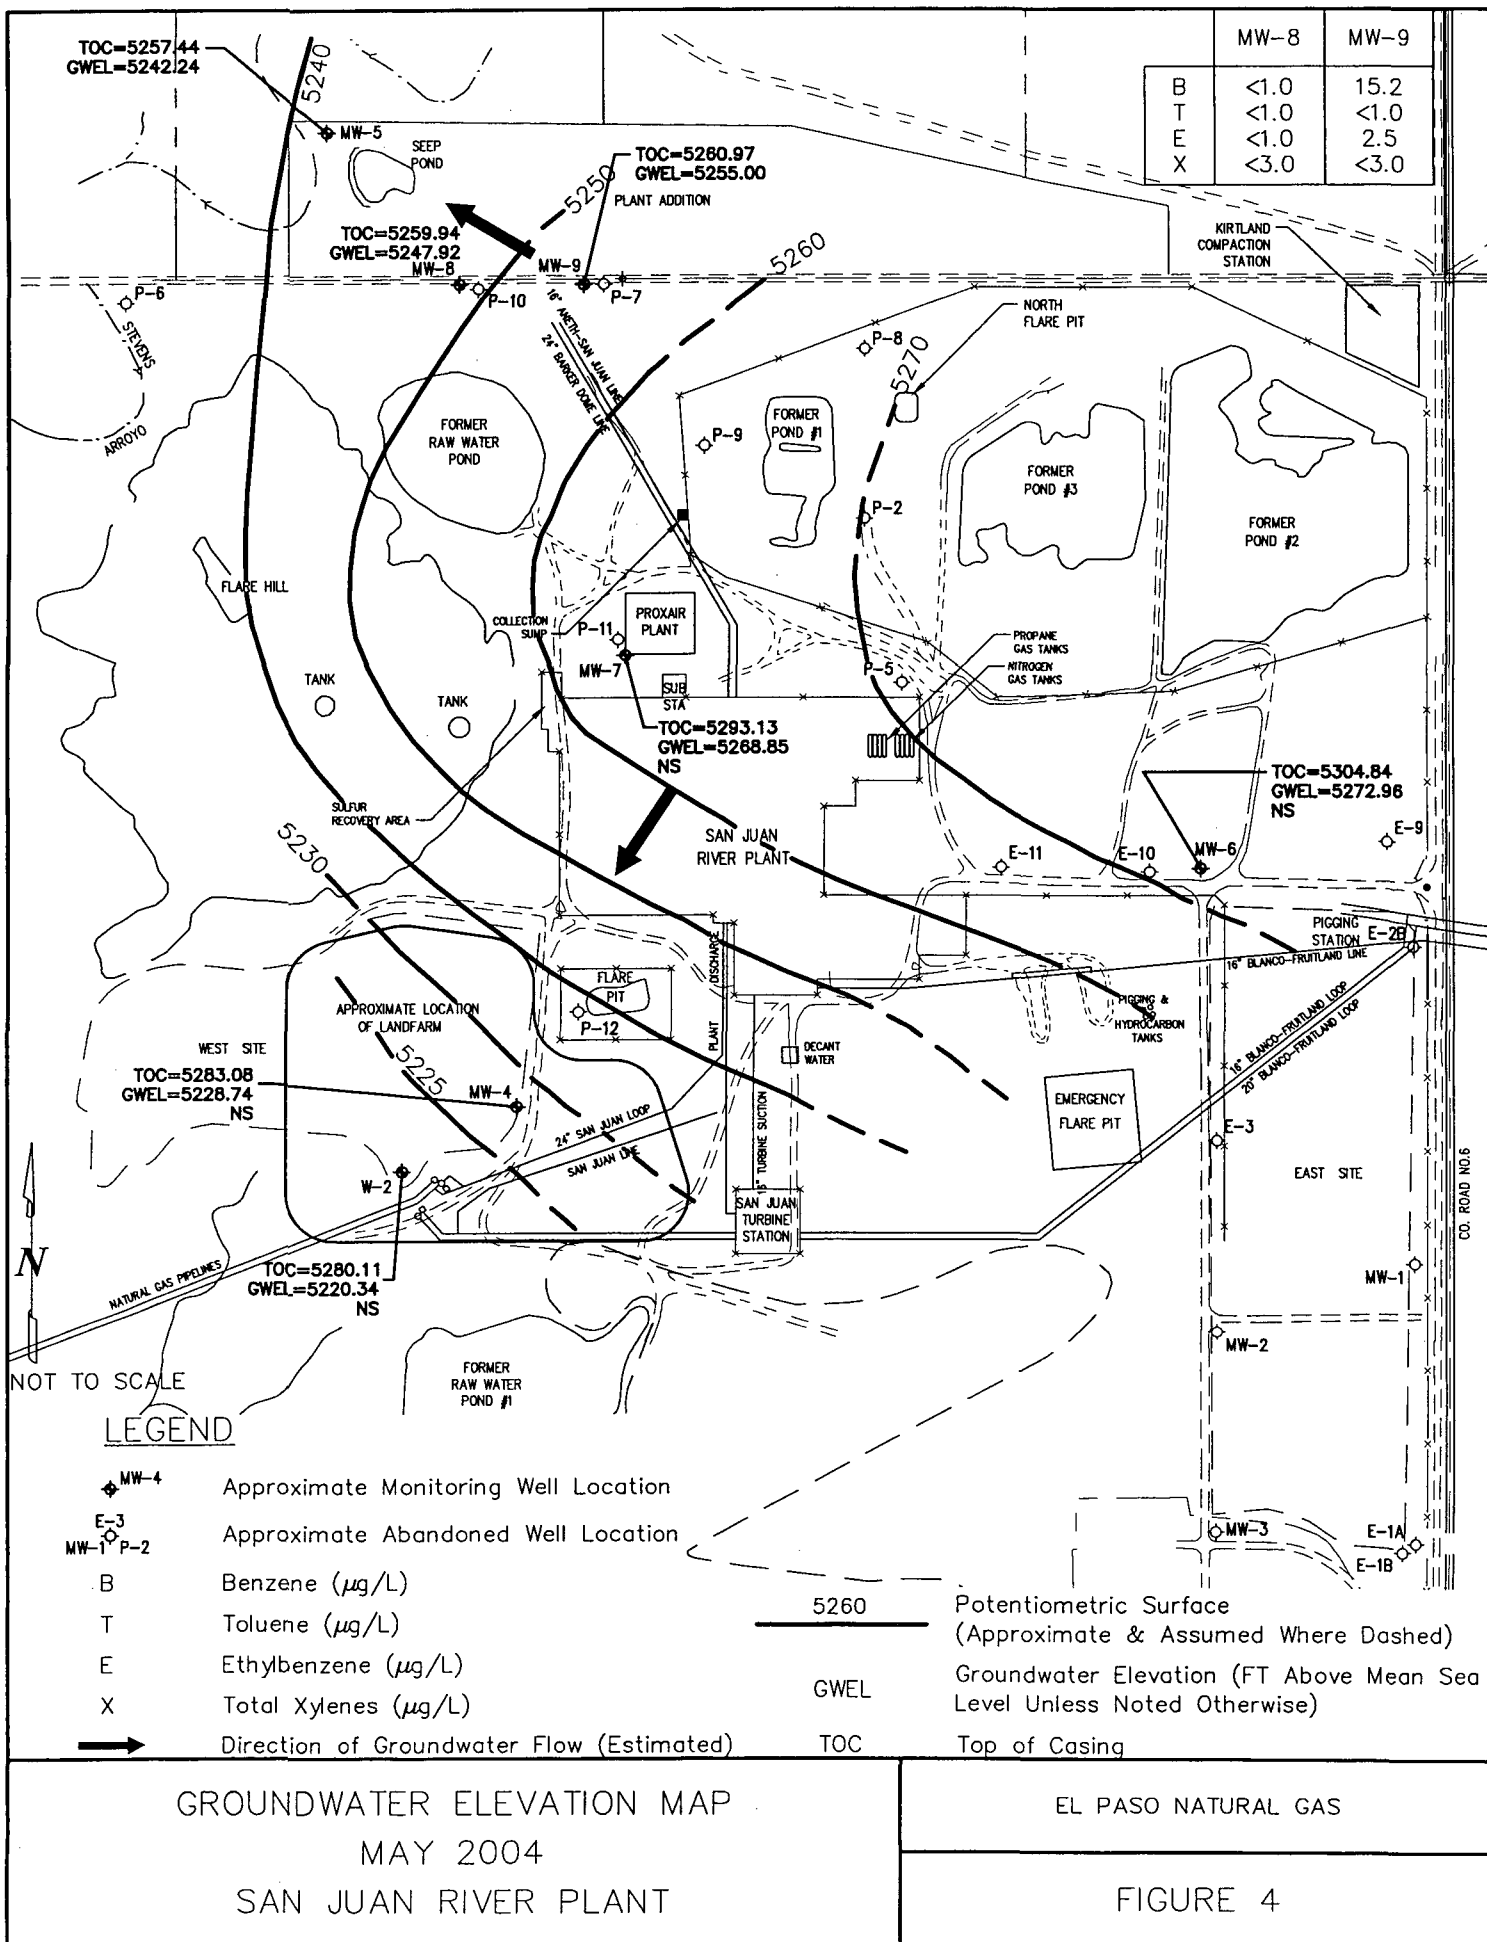 TOC=5257.44
GWEL=5242.24
5240
MW-5
SEEP
POND
TOC=5260.97
GWEL=5255.00
5250
PLANT ADDITION
TOC=5259.94
GWEL=5247.92
MW-8
MW-9
P-10
P-7
5260
MW-8 MW-9
B <1.0 15.2
T <1.0 <1.0
E <1.0 2.5
X <3.0 <3.0
KIRTLAND
COMPACTION
STATION
P-6
STEVENS
ARROYO
16" ANETH-SAN JUAN LINE
24" BARKER DOME LINE
NORTH
FLARE PIT
P-8
5270
FORMER
RAW WATER
POND
P-9
FORMER
POND #1
FORMER
POND #3
FORMER
POND #2
P-2
FLARE HILL
COLLECTION
SUMP
P-11
PROXAIR
PLANT
MW-7
SUB
STA
PROPANE
GAS TANKS
NITROGEN
GAS TANKS
P-5
TANK
TANK
TOC=5293.13
GWEL=5268.85
NS
TOC=5304.84
GWEL=5272.96
NS
SULFUR
RECOVERY AREA
5230
SAN JUAN
RIVER PLANT
E-11
E-10
MW-6
E-9
PIGGING
STATION
E-2B
16" BLANCO-FRUITLAND LINE
PLANT DISCHARGE
FLARE
PIT
P-12
APPROXIMATE LOCATION
OF LANDFARM
WEST SITE
TOC=5283.08
GWEL=5228.74
NS
5225
MW-4
DECANT
WATER
PIGGING &
HYDROCARBON
TANKS
16" BLANCO-FRUITLAND LOOP
20" BLANCO-FRUITLAND LOOP
EMERGENCY
FLARE PIT
24" SAN JUAN LOOP
SAN JUAN LINE
16" TURBINE SUCTION
E-3
EAST SITE
CO. ROAD NO.6
W-2
SAN JUAN
TURBINE
STATION
N
NATURAL GAS PIPELINES
TOC=5280.11
GWEL=5220.34
NS
MW-1
MW-2
NOT TO SCALE
FORMER
RAW WATER
POND #1
MW-3
E-1A
E-1B
LEGEND
MW-4 Approximate Monitoring Well Location
E-3
MW-1 P-2 Approximate Abandoned Well Location
B Benzene (µg/L)
T Toluene (µg/L)
E Ethylbenzene (µg/L)
X Total Xylenes (µg/L)
Direction of Groundwater Flow (Estimated)
5260 Potentiometric Surface
(Approximate & Assumed Where Dashed)
GWEL Groundwater Elevation (FT Above Mean Sea
Level Unless Noted Otherwise)
TOC Top of Casing
GROUNDWATER ELEVATION MAP
MAY 2004
SAN JUAN RIVER PLANT
EL PASO NATURAL GAS
FIGURE 4